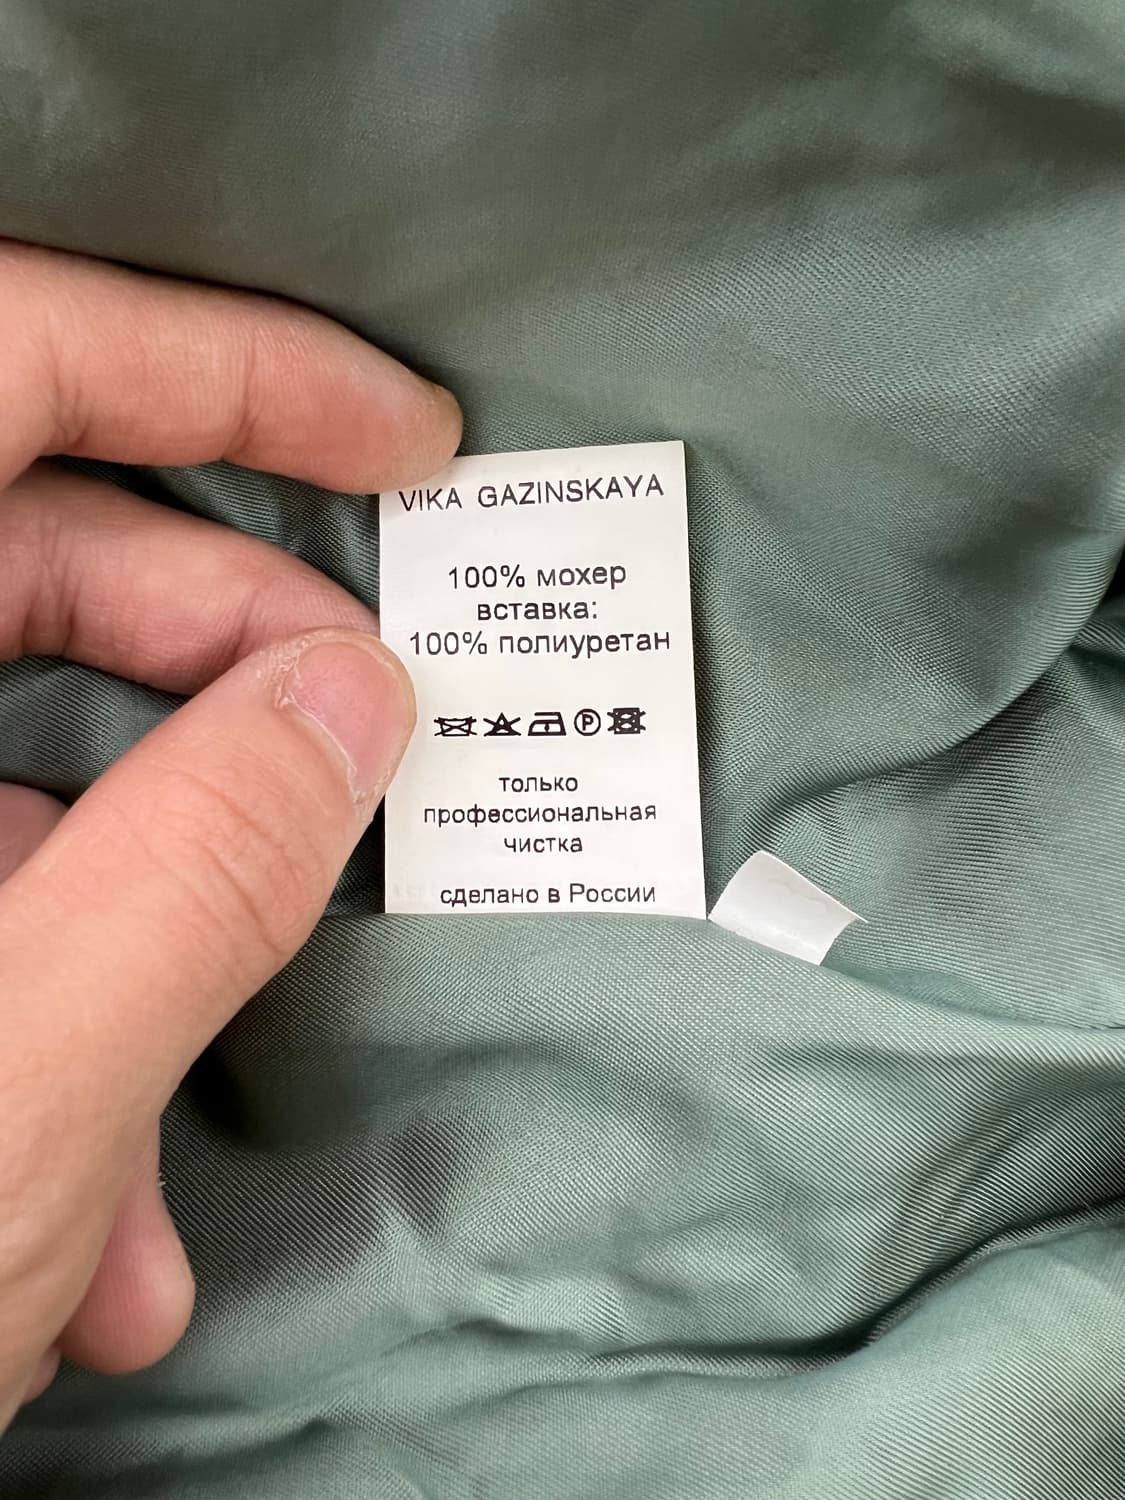 VIKA GAZINSKAYA
100% мохер
вставка:
100% полиуретан
P
только
профессиональная
чистка
сделано в России